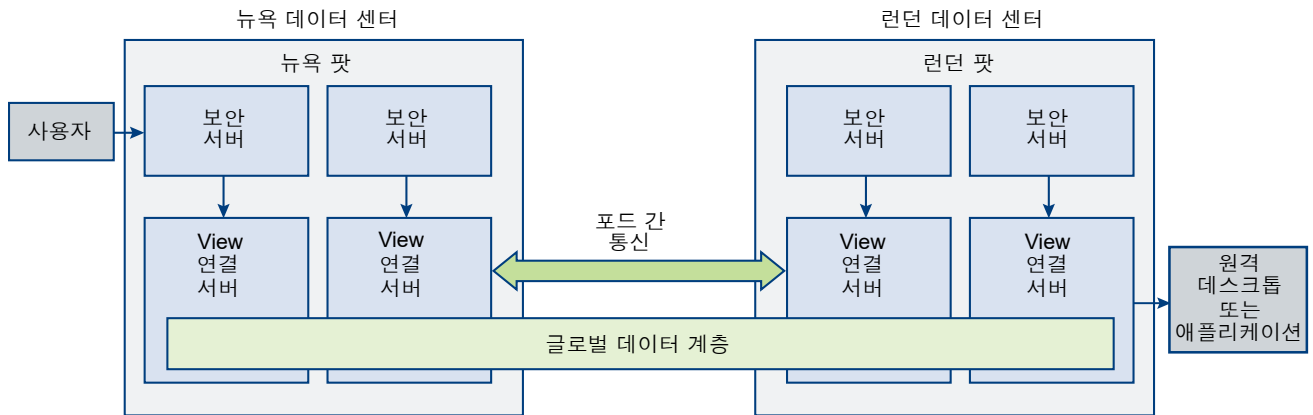 뉴욕 데이터 센터
런던 데이터 센터
뉴욕 팟
런던 팟
사용자
보안
서버
보안
서버
보안
서버
보안
서버
View
연결
서버
View
연결
서버
포드 간
통신
View
연결
서버
View
연결
서버
원격
데스크톱
또는
애플리케이션
글로벌 데이터 계층